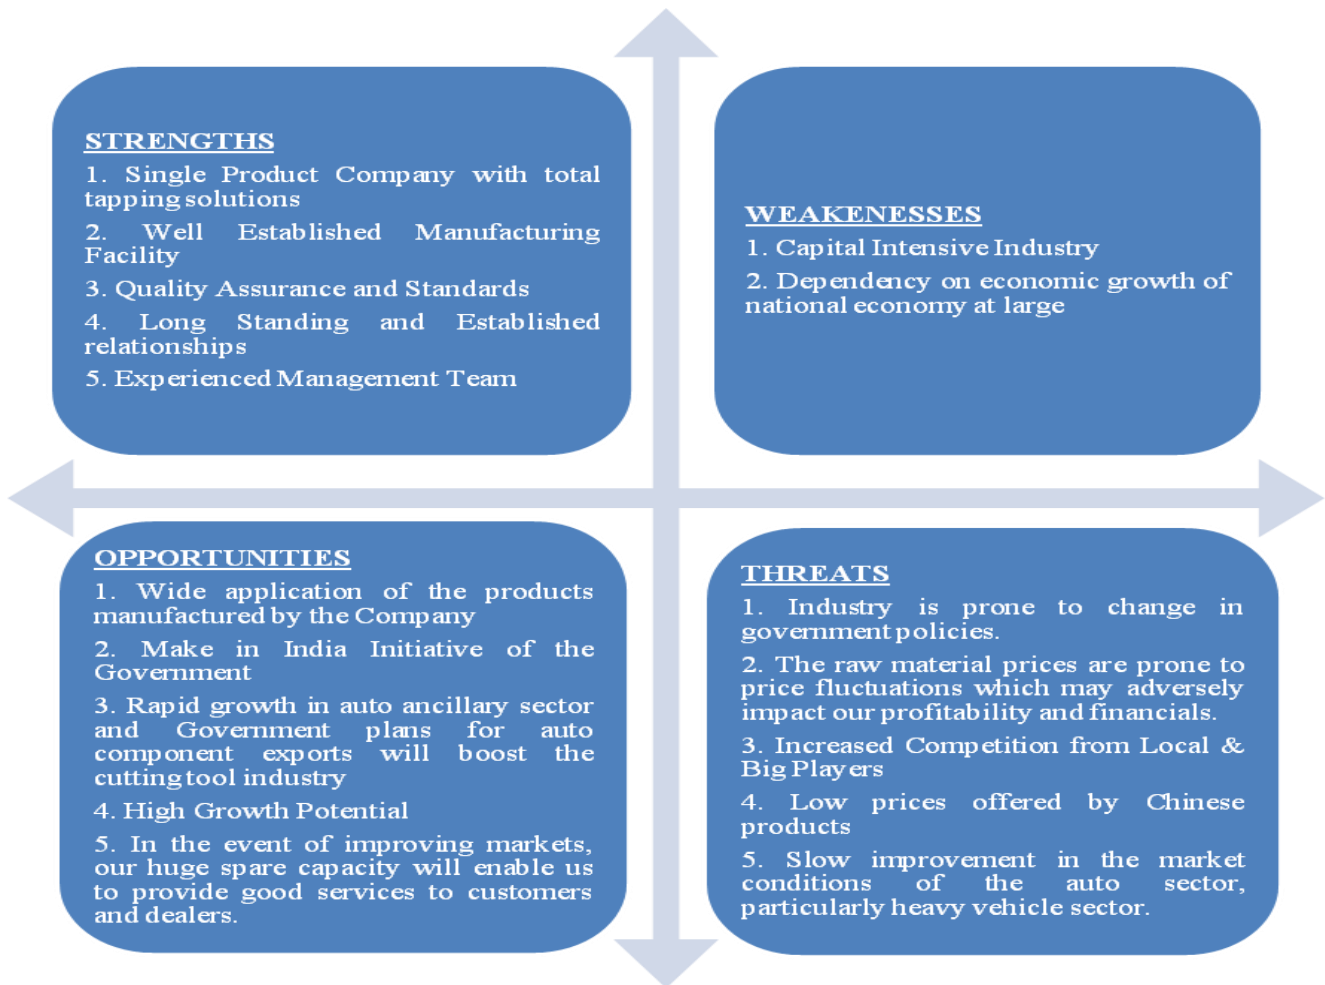 STRENGTHS
1. Single Product Company with total
tapping solutions
2. Well Established Manufacturing
Facility
3. Quality Assurance and Standards
4. Long Standing and Established
relationships
5. Experienced Management Team
WEAKENESSES
1. Capital Intensive Industry
2. Dependency on economic growth of
national economy at large
OPPORTUNITIES
1. Wide application of the products
manufactured by the Company
2. Make in India Initiative of the
Government
3. Rapid growth in auto ancillary sector
and Government plans for auto
component exports will boost the
cutting tool industry
4. High Growth Potential
5. In the event of improving markets,
our huge spare capacity will enable us
to provide good services to customers
and dealers.
THREATS
1. Industry is prone to change in
government policies.
2. The raw material prices are prone to
price fluctuations which may adversely
impact our profitability and financials.
3. Increased Competition from Local &
Big Players
4. Low prices offered by Chinese
products
5. Slow improvement in the market
conditions of the auto sector,
particularly heavy vehicle sector.